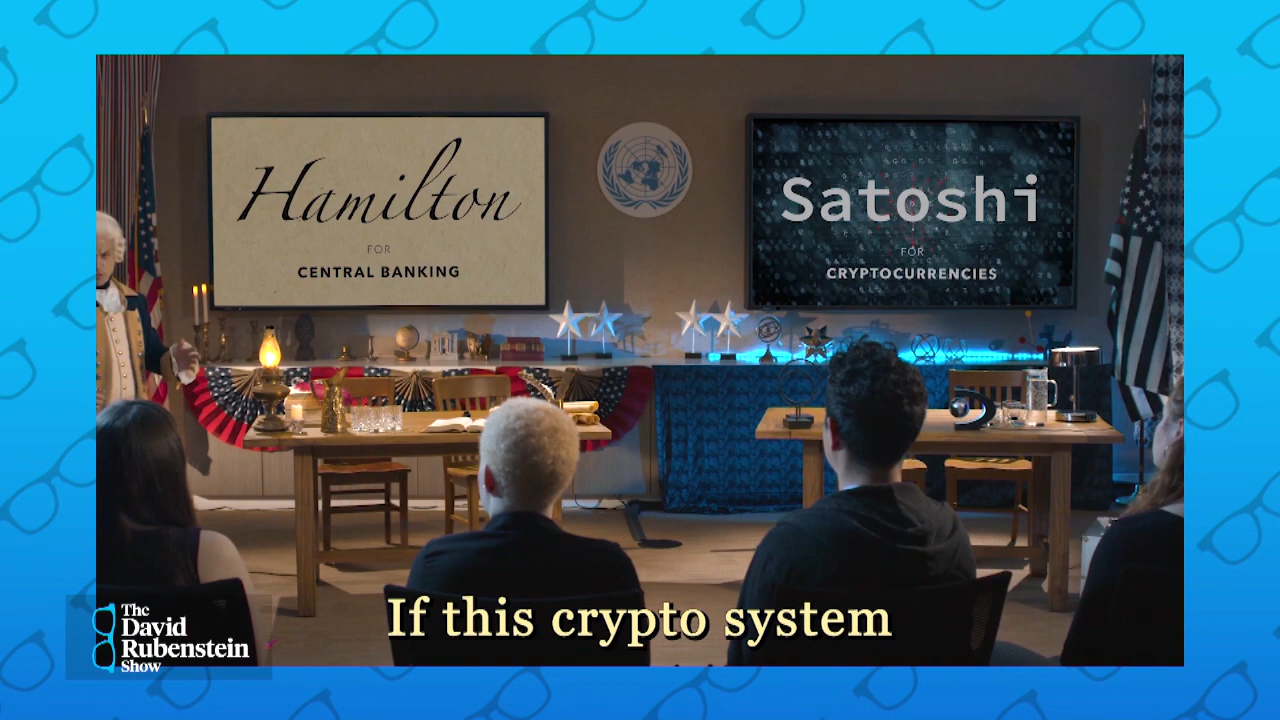 Hamilton
FOR
CENTRAL BANKING
Satoshi
FOR
CRYPTOCURRENCIES
If this crypto system
The
David
Rubenstein
Show